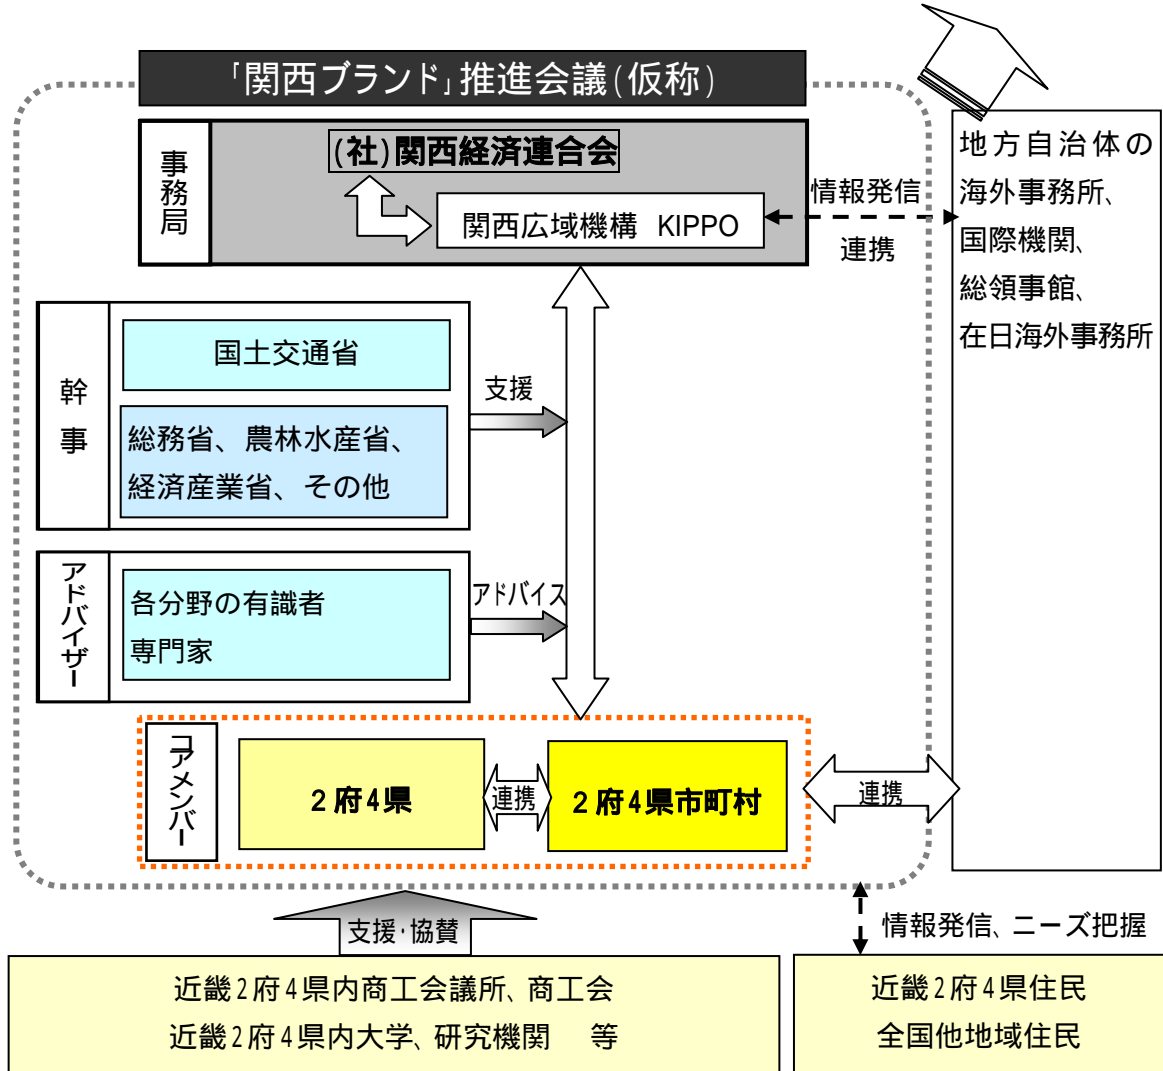 「関西ブランド」推進会議(仮称)
事務局
(社)関西経済連合会
関西広域機構 KIPPO
情報発信
連携
地方自治体の
海外事務所、
国際機関、
総領事館、
在日海外事務所
幹事
国土交通省
総務省、農林水産省、
経済産業省、その他
支援
アドバイザー
各分野の有識者
専門家
アドバイス
コアメンバー
2府4県
連携
2府4県市町村
連携
支援・協賛
情報発信、ニーズ把握
近畿2府4県内商工会議所、商工会
近畿2府4県内大学、研究機関 等
近畿2府4県住民
全国他地域住民